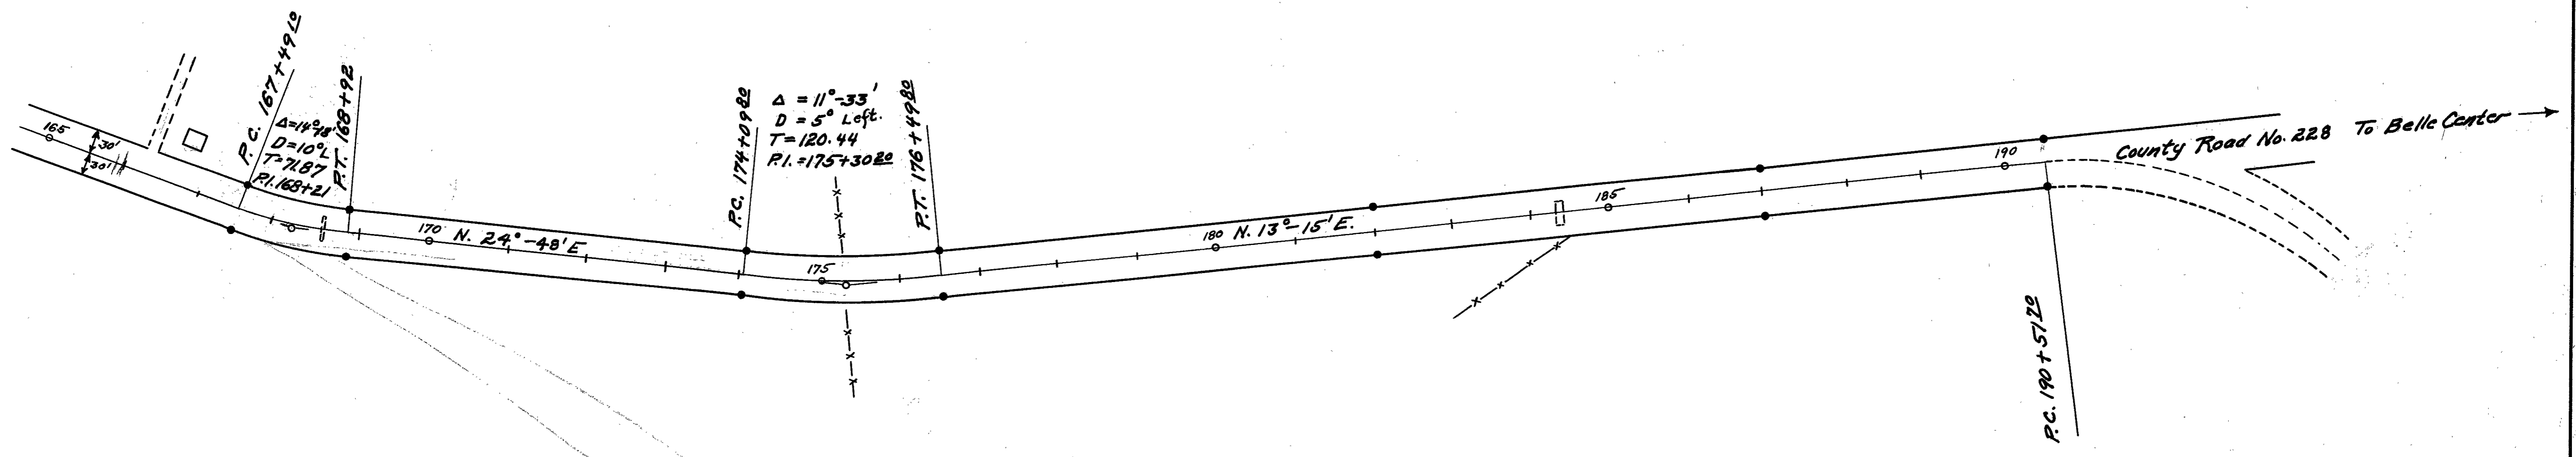 165
30'
30'
P.C. 167+49 10
Δ=14°18'
D=10°L
T=71.87
P.I. 168+21
P.T. 168+92
170
N. 24°-48'E
P.C. 174+09 80
Δ = 11°-33'
D = 5° Left.
T=120.44
P.I.=175+30 20
175
P.T. 176+49 80
180
N. 13°-15'E.
185
190
P.C. 190+51 70
County Road No. 228 To Belle Center